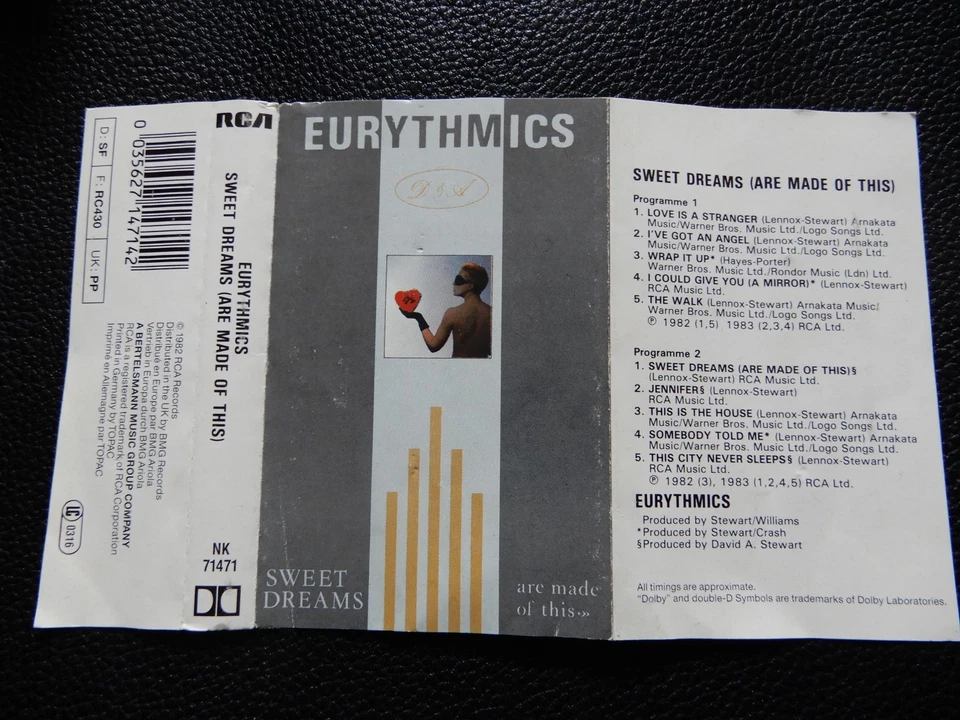 D: SF F: RC430 UK: PP
0 035627 147142
© 1982 RCA Records
Distributed in the UK by BMG Records
Distribué en Europe par BMG Ariola
Vertrieb in Europa durch BMG Ariola
A BERTELSMANN MUSIC GROUP COMPANY
RCA is a registered trademark of RCA Corporation
Printed in Germany by TOPAC
Imprimé en Allemagne par TOPAC
LC 0316
RCA
EURYTHMICS
SWEET DREAMS (ARE MADE OF THIS)
NK
71471
EURYTHMICS
D & A
SWEET
DREAMS
are made
of this
SWEET DREAMS (ARE MADE OF THIS)
Programme 1
1. LOVE IS A STRANGER (Lennox-Stewart) Arnakata
Music/Warner Bros. Music Ltd./Logo Songs Ltd.
2. I'VE GOT AN ANGEL (Lennox-Stewart) Arnakata
Music/Warner Bros. Music Ltd./Logo Songs Ltd.
3. WRAP IT UP* (Hayes-Porter)
Warner Bros. Music Ltd./Rondor Music (Ldn) Ltd.
4. I COULD GIVE YOU (A MIRROR)* (Lennox-Stewart)
RCA Music Ltd.
5. THE WALK (Lennox-Stewart) Arnakata Music/
Warner Bros. Music Ltd./Logo Songs Ltd.
℗ 1982 (1,5) 1983 (2,3,4) RCA Ltd.
Programme 2
1. SWEET DREAMS (ARE MADE OF THIS)§
(Lennox-Stewart) RCA Music Ltd.
2. JENNIFER§ (Lennox-Stewart)
RCA Music Ltd.
3. THIS IS THE HOUSE (Lennox-Stewart) Arnakata
Music/Warner Bros. Music Ltd./Logo Songs Ltd.
4. SOMEBODY TOLD ME* (Lennox-Stewart) Arnakata
Music/Warner Bros. Music Ltd./Logo Songs Ltd.
5. THIS CITY NEVER SLEEPS§ (Lennox-Stewart)
RCA Music Ltd.
℗ 1982 (3), 1983 (1,2,4,5) RCA Ltd.
EURYTHMICS
Produced by Stewart/Williams
*Produced by Stewart/Crash
§Produced by David A. Stewart
All timings are approximate.
"Dolby" and double-D Symbols are trademarks of Dolby Laboratories.